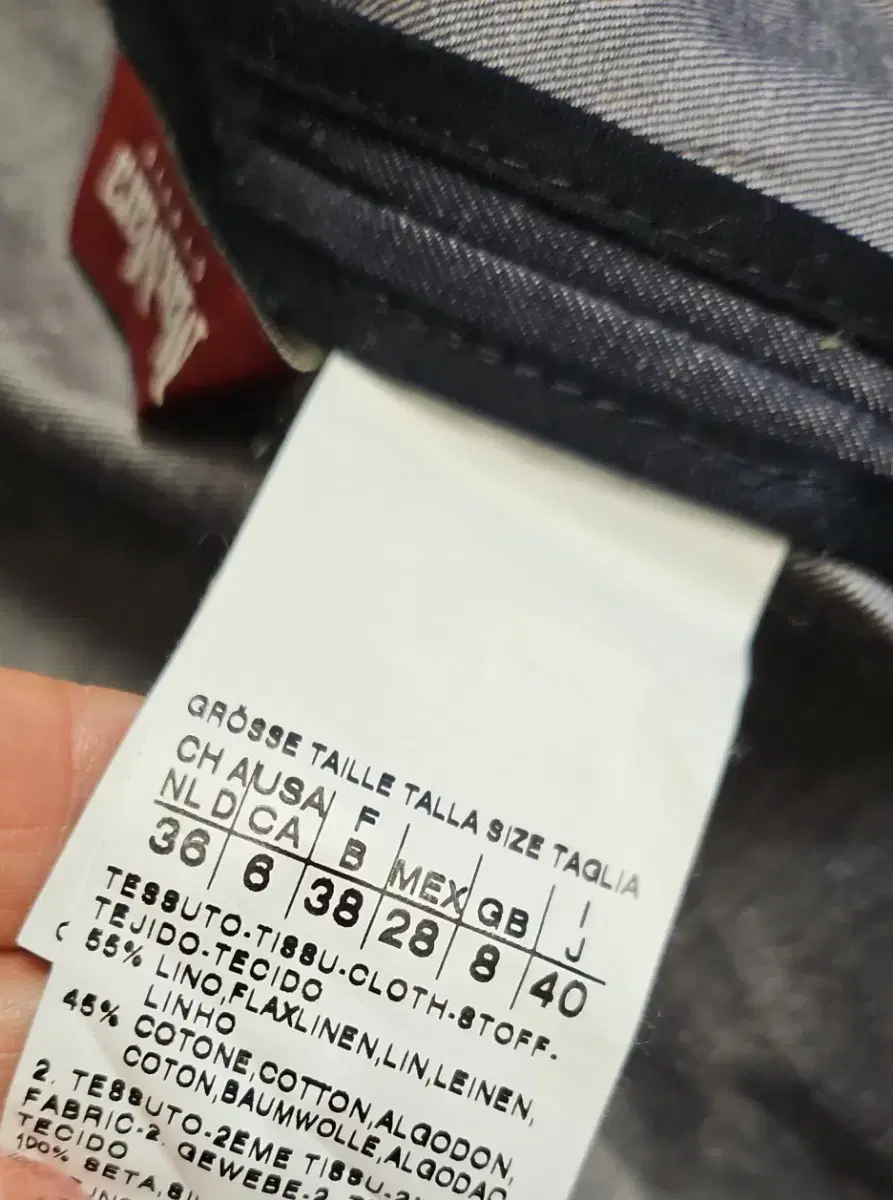 GRÖSSE TAILLE TALLA SIZE TAGLIA
CH A USA F MEX GB I
NL D CA B J
36 6 38 28 8 40
TESSUTO-TISSU-CLOTH-STOFF-
TEJIDO-TECIDO
55% LINO,FLAXLINEN,LIN,LEINEN,
LINHO
45% COTONE,COTTON,ALGODON,
COTON,BAUMWOLLE,ALGODAO
2. TESSUTO-2EME TISSU-2
FABRIC-2. GEWEBE-2.
TECIDO
100% SETA,